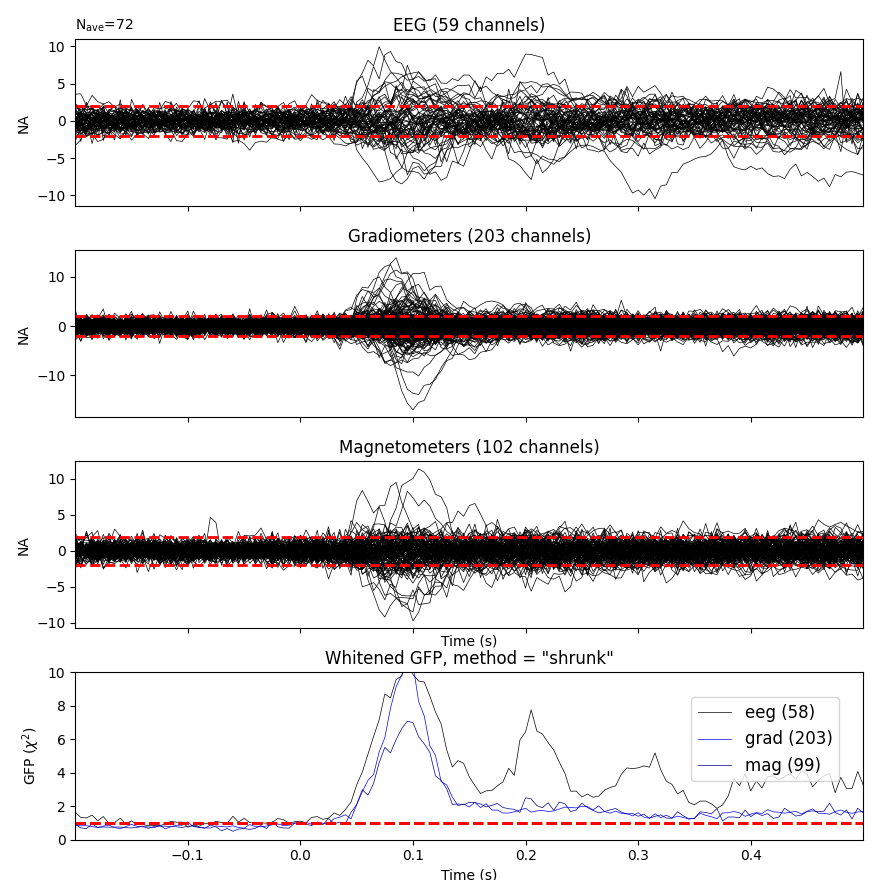 N_ave=72
EEG (59 channels)
10
5
0
−5
−10
NA
Gradiometers (203 channels)
10
0
−10
NA
Magnetometers (102 channels)
10
5
0
−5
−10
NA
Time (s)
Whitened GFP, method = "shrunk"
10
8
6
4
2
0
GFP (χ²)
eeg (58)
grad (203)
mag (99)
−0.1 0.0 0.1 0.2 0.3 0.4
Time (s)